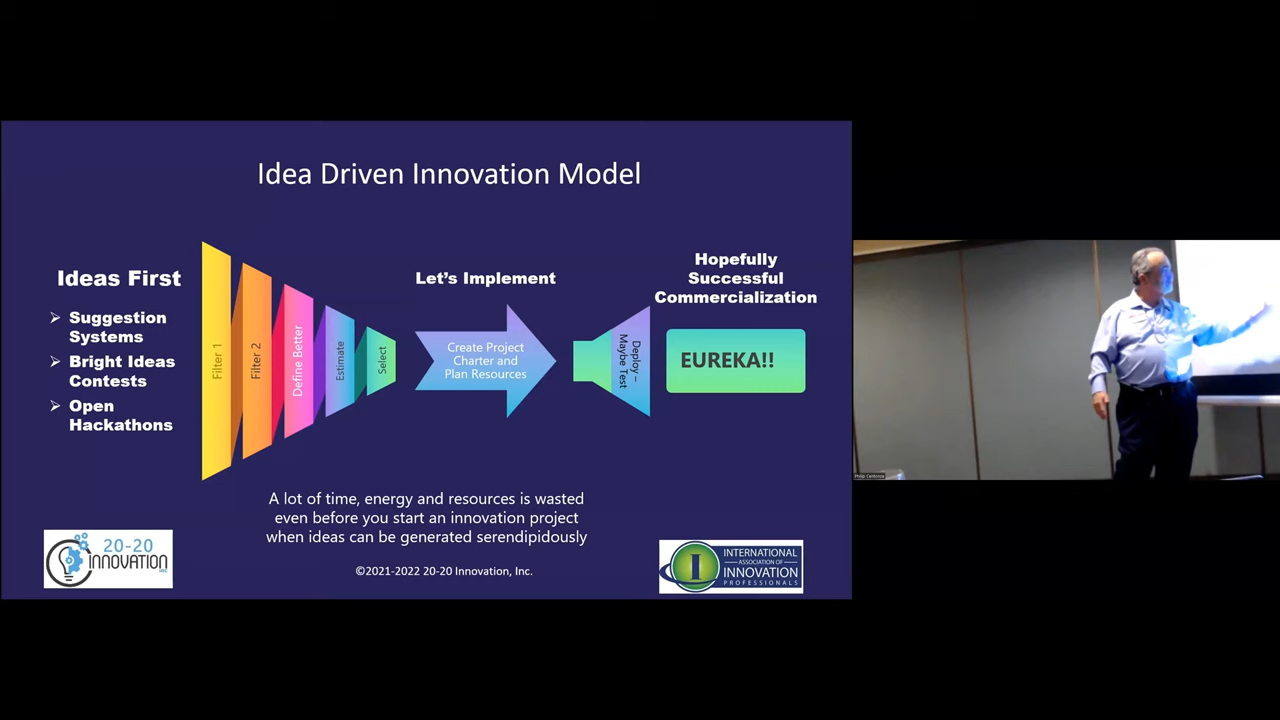 Idea Driven Innovation Model
Ideas First
Suggestion
Systems
Bright Ideas
Contests
Open
Hackathons
Filter 1
Filter 2
Define Better
Estimate
Select
Let's Implement
Create Project
Charter and
Plan Resources
Deploy –
Maybe Test
Hopefully
Successful
Commercialization
EUREKA!!
A lot of time, energy and resources is wasted
even before you start an innovation project
when ideas can be generated serendipidously
20-20
INNOVATION
INC
©2021-2022 20-20 Innovation, Inc.
I
INTERNATIONAL
ASSOCIATION OF
INNOVATION
PROFESSIONALS